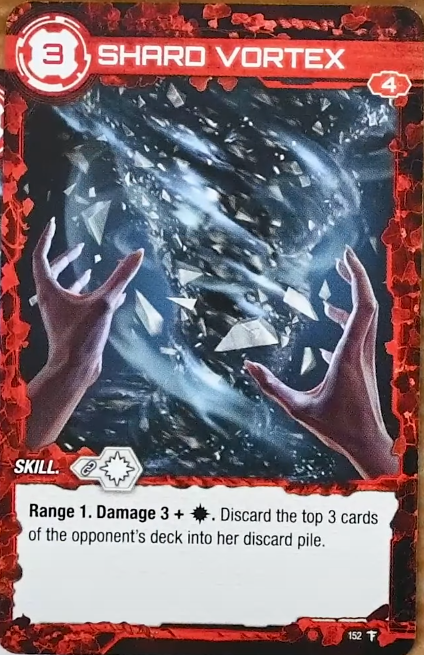 3 SHARD VORTEX
4
SKILL.
Range 1. Damage 3 + . Discard the top 3 cards
of the opponent's deck into her discard pile.
152